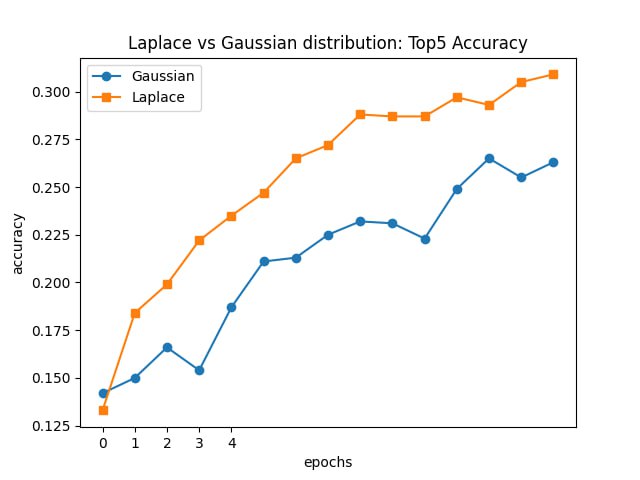 Laplace vs Gaussian distribution: Top5 Accuracy
Gaussian
Laplace
0.300
0.275
0.250
0.225
0.200
0.175
0.150
0.125
accuracy
0 1 2 3 4
epochs